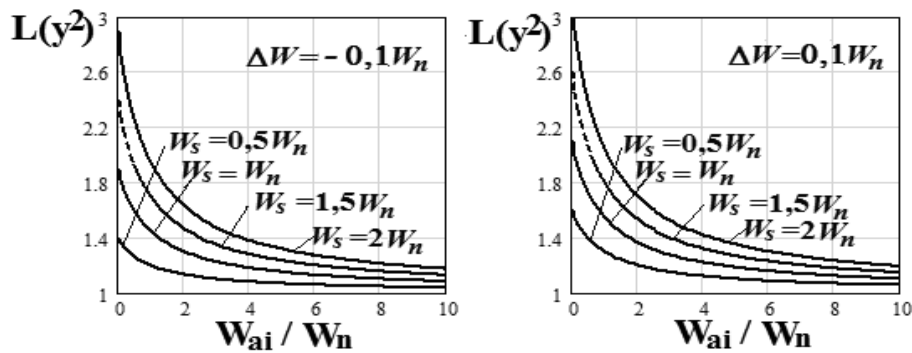 L(y²)
3
2.6
2.2
1.8
1.4
1
ΔW = − 0,1Wn
Ws = 0,5Wn
Ws = Wn
Ws = 1,5Wn
Ws = 2Wn
0 2 4 6 8 10
Wai / Wn
L(y²)
3
2.6
2.2
1.8
1.4
1
ΔW = 0,1Wn
Ws = 0,5Wn
Ws = Wn
Ws = 1,5Wn
Ws = 2Wn
0 2 4 6 8 10
Wai / Wn